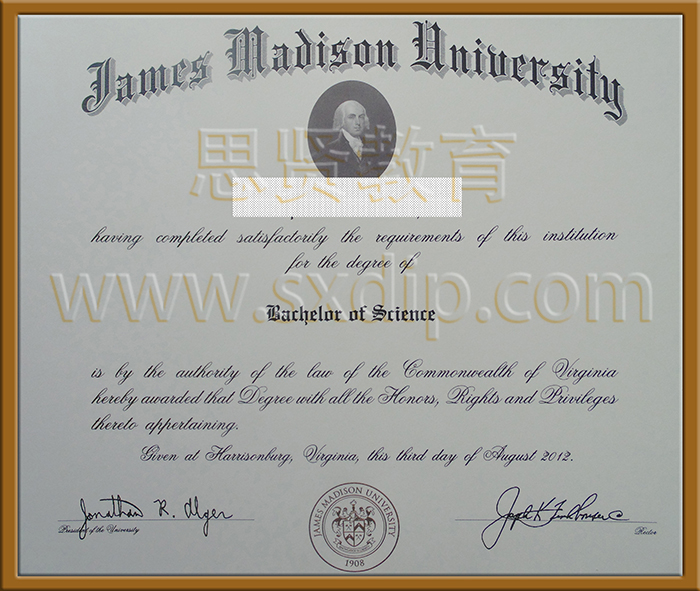 James Madison University
思贤教育
having completed satisfactorily the requirements of this institution
for the degree of
www.sxdip.com
Bachelor of Science
is by the authority of the law of the Commonwealth of Virginia
hereby awarded that Degree with all the Honors, Rights and Privileges
thereto appertaining.
Given at Harrisonburg, Virginia, this third day of August 2012.
Jonathan R. Alger
President of the University
JAMES MADISON UNIVERSITY
1908
Rector